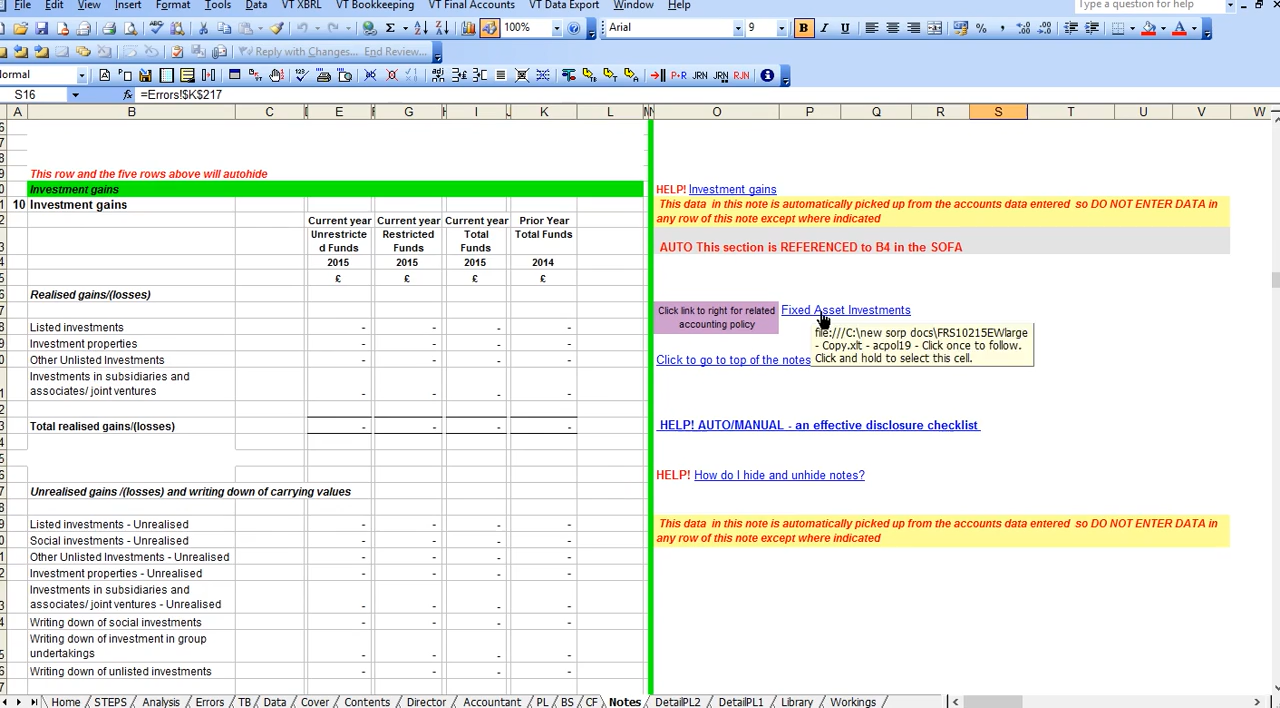 File Edit View Insert Format Tools Data VT XBRL VT Bookkeeping VT Final Accounts VT Data Export Window Help Type a question for help
100% Arial 9 B I U
Reply with Changes... End Review...
ormal
S16 fx =Errors!$K$217
A B C E G I K L O P Q R S T U V W
This row and the five rows above will autohide
Investment gains HELP! Investment gains
10 Investment gains
This data in this note is automatically picked up from the accounts data entered so DO NOT ENTER DATA in
any row of this note except where indicated
Current year Current year Current year Prior Year
Unrestricte Restricted Total Total Funds
d Funds Funds Funds
AUTO This section is REFERENCED to B4 in the SOFA
2015 2015 2015 2014
£ £ £ £
Realised gains/(losses)
Click link to right for related
accounting policy
Fixed Asset Investments
file:///C:\new sorp docs\FRS10215EWlarge
- Copy.xlt - acpol19 - Click once to follow.
Click and hold to select this cell.
Listed investments - - - -
Investment properties - - - -
Other Unlisted Investments - - - -
Click to go to top of the notes
Investments in subsidiaries and
associates/ joint ventures - - - -
Total realised gains/(losses) - - - -
HELP! AUTO/MANUAL - an effective disclosure checklist
HELP! How do I hide and unhide notes?
Unrealised gains /(losses) and writing down of carrying values
Listed investments - Unrealised - - - -
This data in this note is automatically picked up from the accounts data entered so DO NOT ENTER DATA in
any row of this note except where indicated
Social investments - Unrealised - - - -
Other Unlisted Investments - Unrealised - - - -
Investment properties - Unrealised - - - -
Investments in subsidiaries and
associates/ joint ventures - Unrealised - - - -
Writing down of social investments - - - -
Writing down of investment in group
undertakings - - - -
Writing down of unlisted investments - - - -
Home STEPS Analysis Errors TB Data Cover Contents Director Accountant PL BS CF Notes DetailPL2 DetailPL1 Library Workings